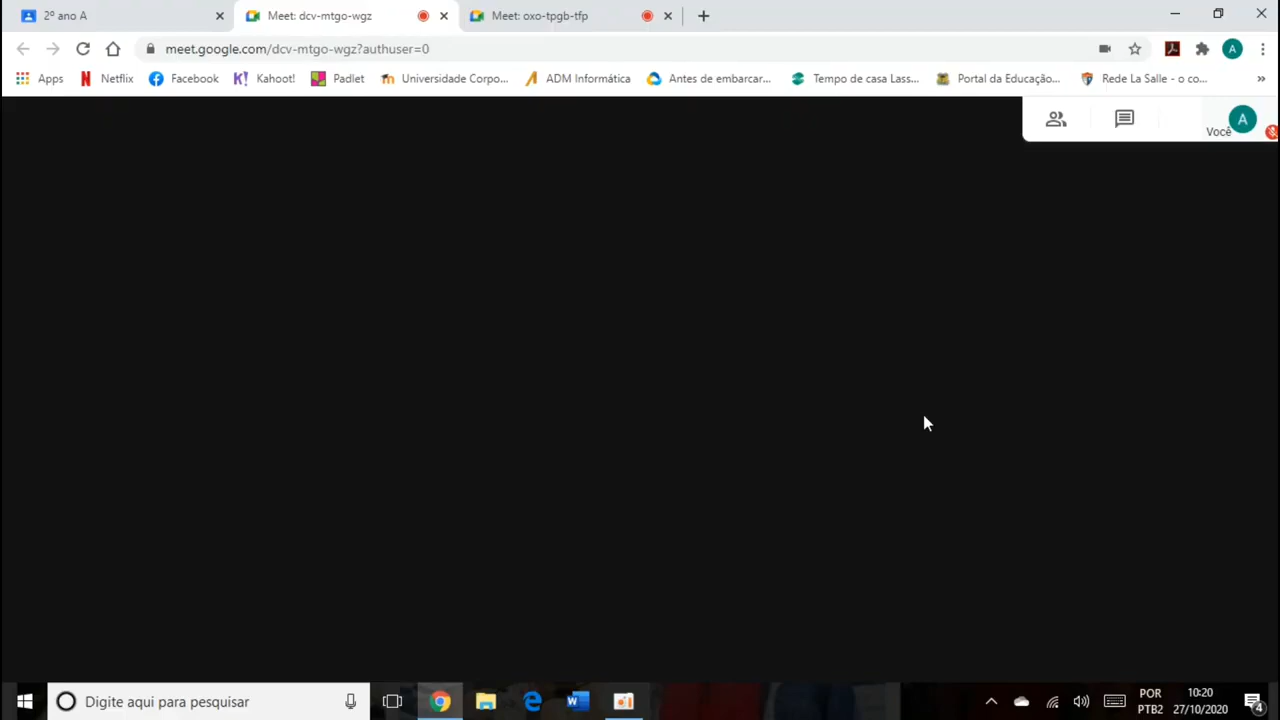 2º ano A
Meet: dcv-mtgo-wgz
Meet: oxo-tpgb-tfp
meet.google.com/dcv-mtgo-wgz?authuser=0
A
Apps
Netflix
Facebook
Kahoot!
Padlet
Universidade Corpo...
ADM Informática
Antes de embarcar...
Tempo de casa Lass...
Portal da Educação...
Rede La Salle - o co...
»
A
Você
Digite aqui para pesquisar
POR
PTB2
10:20
27/10/2020
4